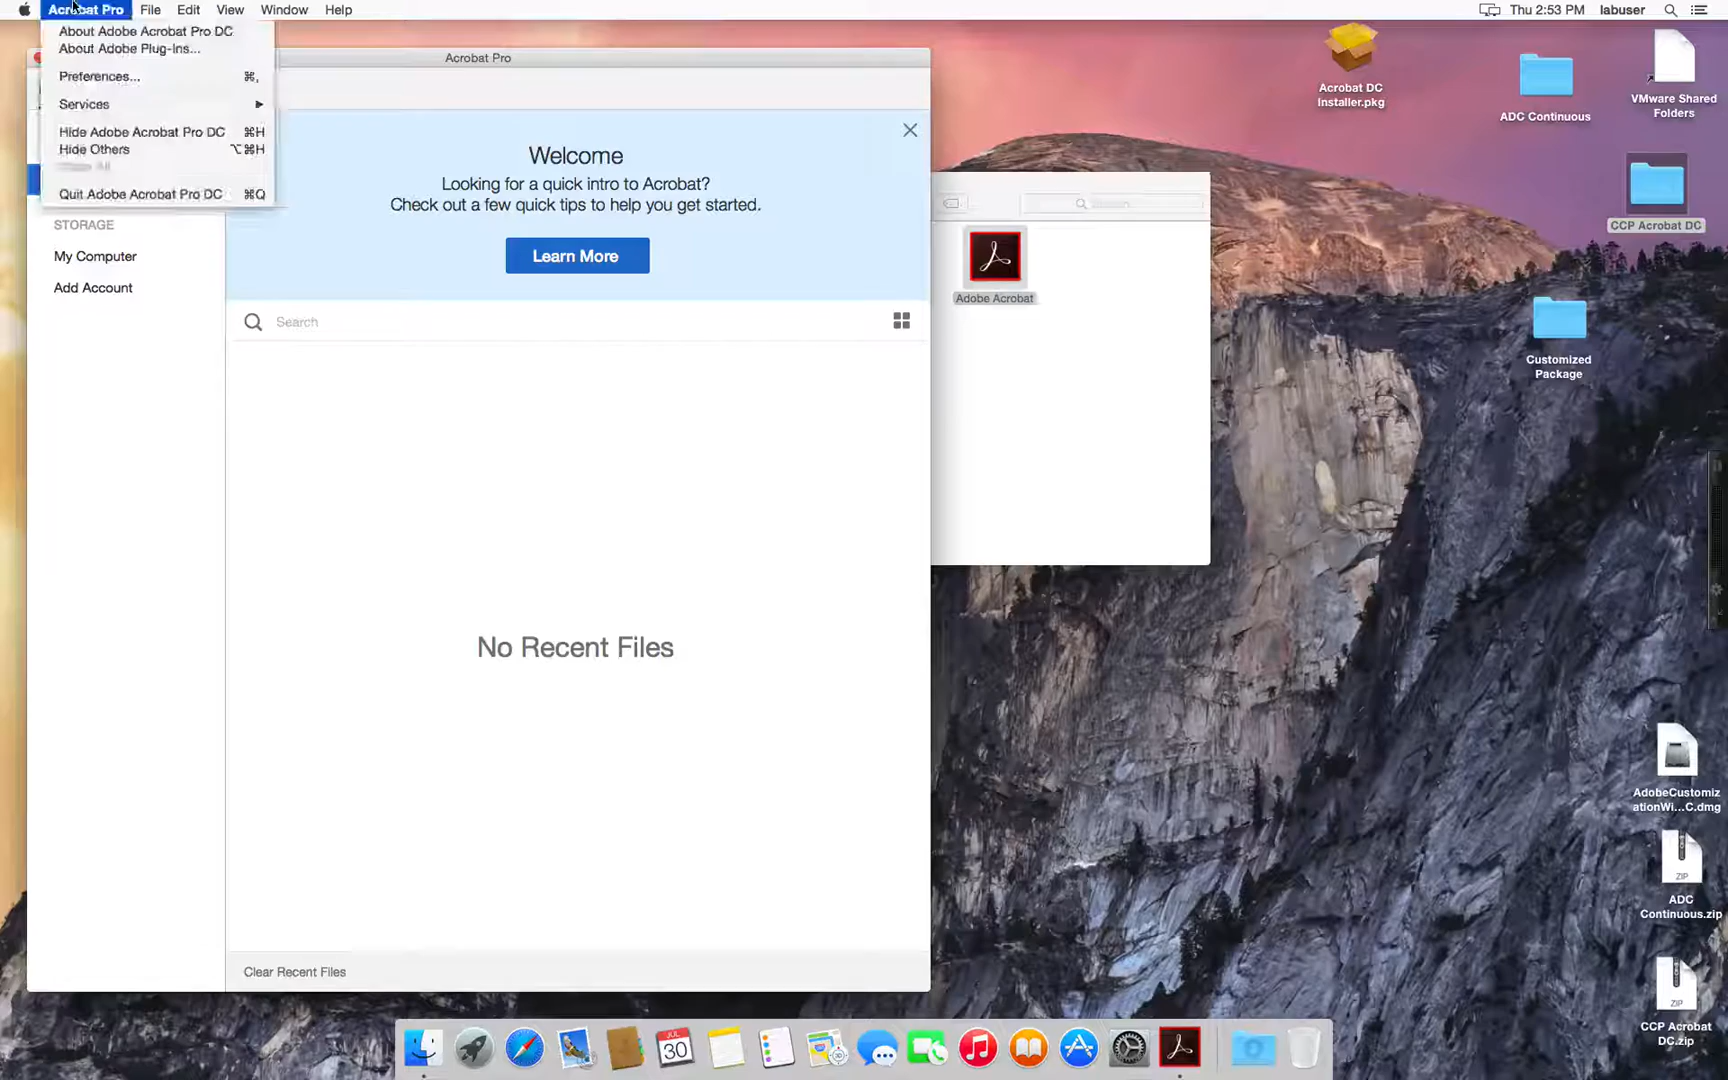 Acrobat Pro File Edit View Window Help
Thu 2:53 PM labuser
About Adobe Acrobat Pro DC
About Adobe Plug-Ins...
Preferences... ⌘,
Services ▶
Hide Adobe Acrobat Pro DC ⌘H
Hide Others ⌥⌘H
Quit Adobe Acrobat Pro DC ⌘Q
Acrobat Pro
Welcome
Looking for a quick intro to Acrobat?
Check out a few quick tips to help you get started.
Learn More
STORAGE
My Computer
Add Account
Search
No Recent Files
Clear Recent Files
Adobe Acrobat
Acrobat DC
Installer.pkg
ADC Continuous
VMware Shared
Folders
CCP Acrobat DC
Customized
Package
AdobeCustomiz
ationWi...C.dmg
ZIP
ADC
Continuous.zip
ZIP
CCP Acrobat
DC.zip
JUL
30